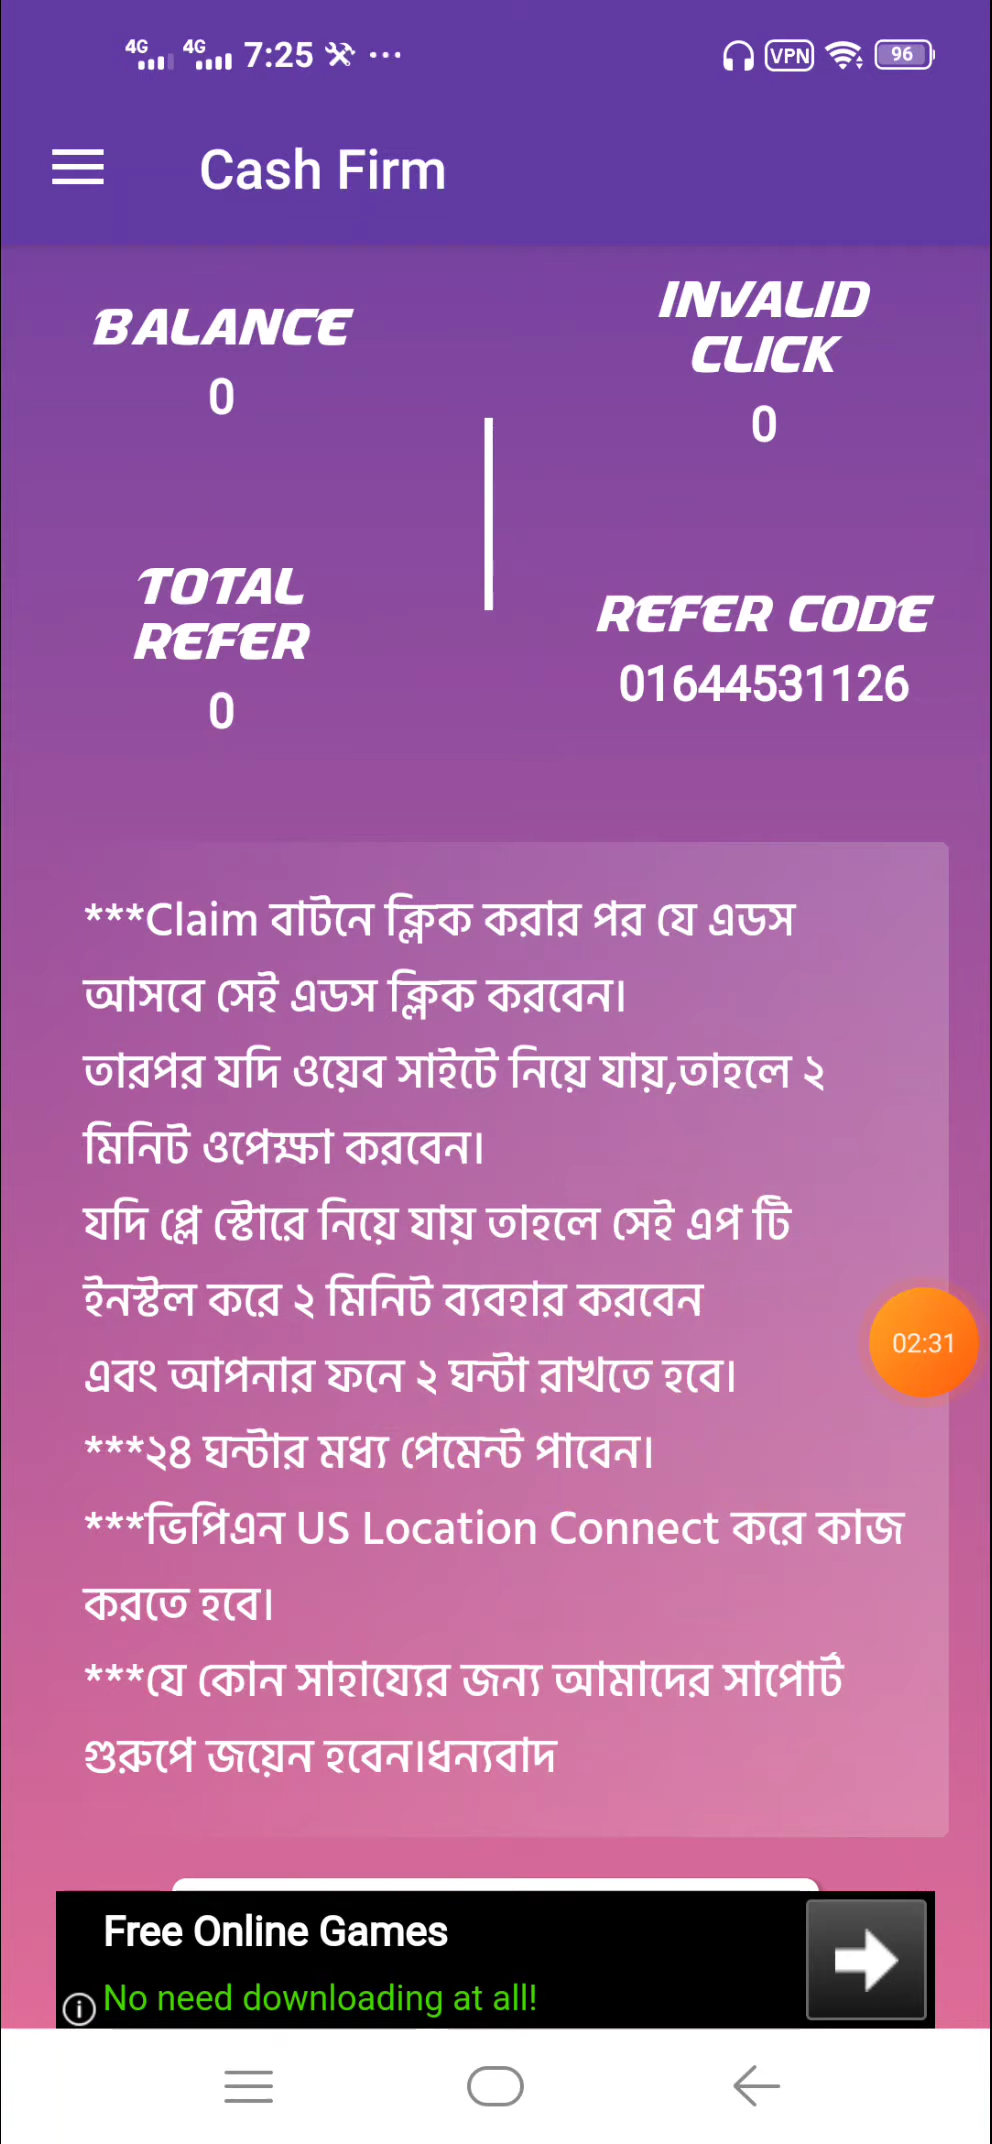 4G 4G 7:25 ... VPN 96
Cash Firm
BALANCE
0
INVALID
CLICK
0
TOTAL
REFER
0
REFER CODE
01644531126
***Claim বাটনে ক্লিক করার পর যে এডস
আসবে সেই এডস ক্লিক করবেন।
তারপর যদি ওয়েব সাইটে নিয়ে যায়,তাহলে ২
মিনিট ওপেক্ষা করবেন।
যদি প্লে স্টোরে নিয়ে যায় তাহলে সেই এপ টি
ইনস্টল করে ২ মিনিট ব্যবহার করবেন
এবং আপনার ফনে ২ ঘন্টা রাখতে হবে।
02:31
***২৪ ঘন্টার মধ্য পেমেন্ট পাবেন।
***ভিপিএন US Location Connect করে কাজ
করতে হবে।
***যে কোন সাহায্যের জন্য আমাদের সাপোর্ট
গুরুপে জয়েন হবেন।ধন্যবাদ
Free Online Games
No need downloading at all!